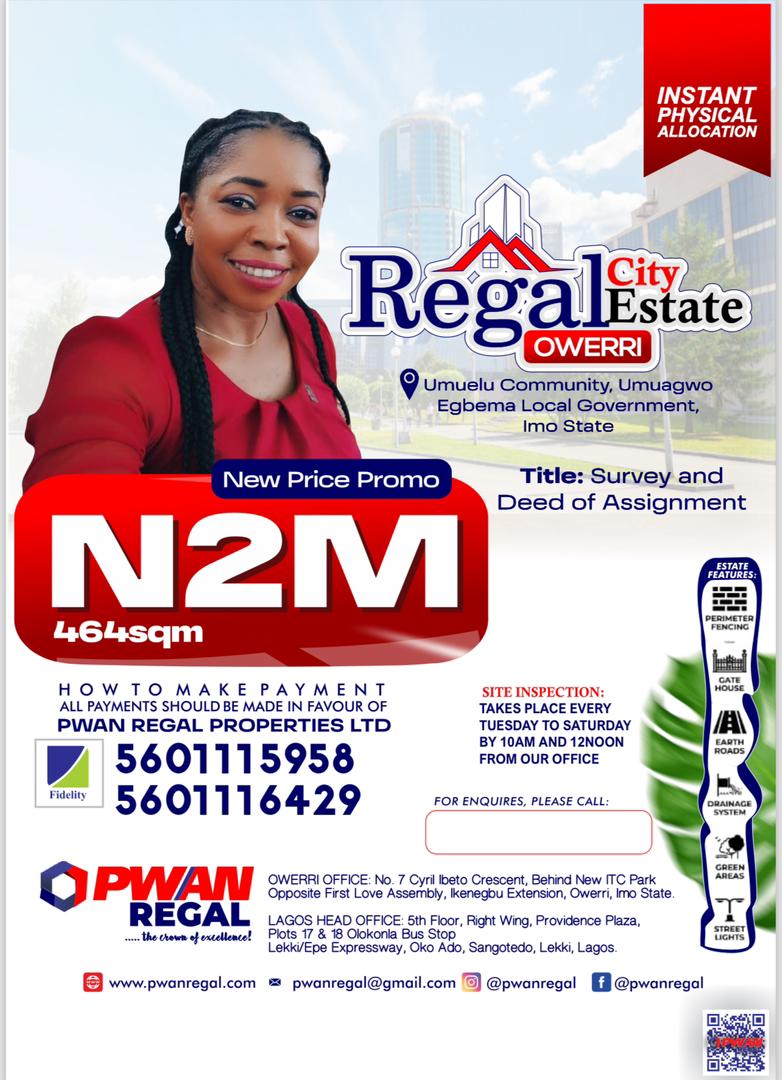 INSTANT
PHYSICAL
ALLOCATION
Regal City
Estate
OWERRI
Umuelu Community, Umuagwo
Egbema Local Government,
Imo State
Title: Survey and
Deed of Assignment
New Price Promo
N2M
464sqm
ESTATE
FEATURES:
PERIMETER
FENCING
GATE
HOUSE
EARTH
ROADS
DRAINAGE
SYSTEM
GREEN
AREAS
STREET
LIGHTS
HOW TO MAKE PAYMENT
ALL PAYMENTS SHOULD BE MADE IN FAVOUR OF
PWAN REGAL PROPERTIES LTD
Fidelity
5601115958
5601116429
SITE INSPECTION:
TAKES PLACE EVERY
TUESDAY TO SATURDAY
BY 10AM AND 12NOON
FROM OUR OFFICE
FOR ENQUIRES, PLEASE CALL:
PWAN
REGAL
..... the crown of excellence!
OWERRI OFFICE: No. 7 Cyril Ibeto Crescent, Behind New ITC Park
Opposite First Love Assembly, Ikenegbu Extension, Owerri, Imo State.
LAGOS HEAD OFFICE: 5th Floor, Right Wing, Providence Plaza,
Plots 17 & 18 Olokonla Bus Stop
Lekki/Epe Expressway, Oko Ado, Sangotedo, Lekki, Lagos.
www.pwanregal.com pwanregal@gmail.com @pwanregal @pwanregal
PWAN